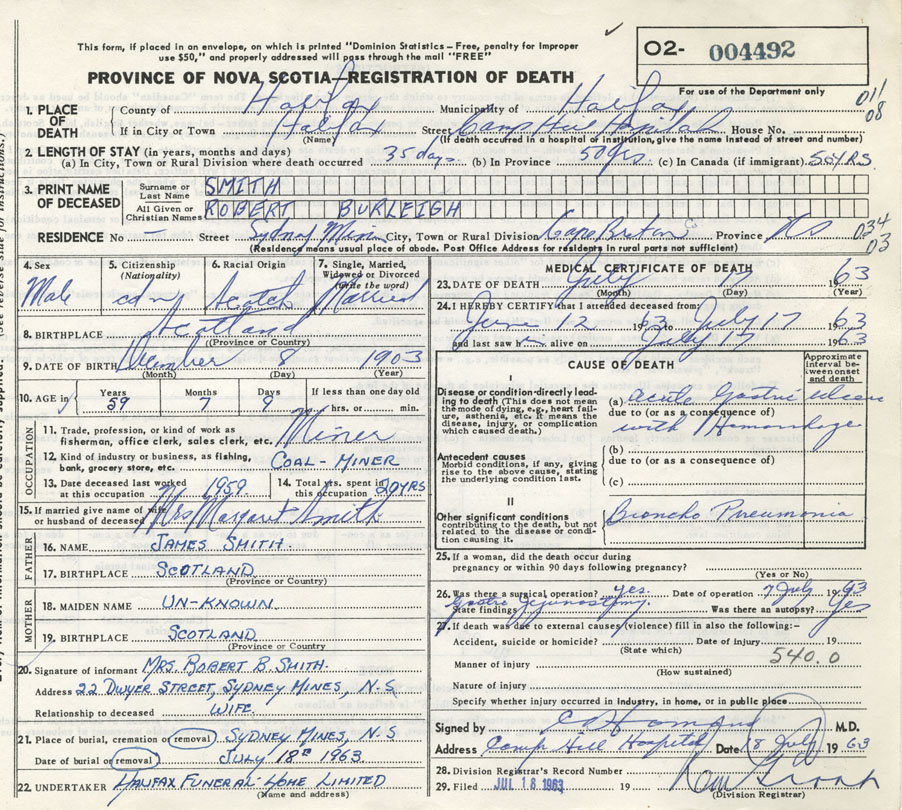 This form, if placed in an envelope, on which is printed "Dominion Statistics – Free, penalty for Improper
use $50," and properly addressed will pass through the mail "FREE"
O2- 004492
For use of the Department only
PROVINCE OF NOVA SCOTIA—REGISTRATION OF DEATH
011
08
1. PLACE OF DEATH County of Halifax Municipality of Halifax
If in City or Town Halifax Street Camp Hill Hospital House No.
(Name) (If death occurred in a hospital or institution, give the name instead of street and number)
2. LENGTH OF STAY (in years, months and days)
(a) In City, Town or Rural Division where death occurred 35 days (b) In Province 50 yrs (c) In Canada (if immigrant) 50 YRS
3. PRINT NAME OF DECEASED Surname or Last Name SMITH
All Given or Christian Names ROBERT BURLEIGH
RESIDENCE No — Street Sydney Mines City, Town or Rural Division Cape Breton Province NS
034
03
(Residence means usual place of abode. Post Office Address for residents in rural parts not sufficient)
4. Sex Male
5. Citizenship (Nationality) cdn
6. Racial Origin Scotch
7. Single, Married, Widowed or Divorced (write the word) Married
8. BIRTHPLACE Scotland
(Province or Country)
9. DATE OF BIRTH December 8 1903
(Month) (Day) (Year)
10. AGE in Years 59 Months 7 Days 9 If less than one day old hrs. or min.
OCCUPATION
11. Trade, profession, or kind of work as fisherman, office clerk, sales clerk, etc. Miner
12. Kind of industry or business, as fishing, bank, grocery store, etc. COAL - MINER
13. Date deceased last worked at this occupation 1959
14. Total yrs. spent in this occupation 20 YRS
15. If married give name of wife or husband of deceased Mrs Margaret Smith
FATHER
16. NAME JAMES SMITH.
17. BIRTHPLACE SCOTLAND
(Province or Country)
MOTHER
18. MAIDEN NAME UN-KNOWN
19. BIRTHPLACE SCOTLAND
(Province or Country)
20. Signature of informant MRS. ROBERT B. SMITH.
Address 22 DWYER STREET, SYDNEY MINES, N.S
Relationship to deceased WIFE.
21. Place of burial, cremation or removal SYDNEY MINES, N.S
Date of burial or removal JULY 18 1963
22. UNDERTAKER HALIFAX FUNERAL HOME LIMITED
(Name and address)
MEDICAL CERTIFICATE OF DEATH
23. DATE OF DEATH July 17 1963
(Month) (Day) (Year)
24. I HEREBY CERTIFY that I attended deceased from:
June 12 1963 to July 17 1963
and last saw h alive on July 17 1963
CAUSE OF DEATH
Approximate interval between onset and death
I
Disease or condition directly leading to death (This does not mean the mode of dying, e.g., heart failure, asthenia, etc. It means the disease, injury, or complication which caused death.)
(a) Acute Gastric ulcers
due to (or as a consequence of)
with Hemorrhage
Antecedent causes
Morbid conditions, if any, giving rise to the above cause, stating the underlying condition last.
(b)
due to (or as a consequence of)
(c)
II
Other significant conditions
contributing to the death, but not related to the disease or condition causing it.
Broncho Pneumonia
25. If a woman, did the death occur during pregnancy or within 90 days following pregnancy?
(Yes or No)
26. Was there a surgical operation? yes. Date of operation 7 July 1963
State findings Gastro Jejunostomy. Was there an autopsy? Yes
27. If death was due to external causes (violence) fill in also the following:-
Accident, suicide or homicide? Date of injury 19
(State which)
540.0
Manner of injury
(How sustained)
Nature of injury
Specify whether injury occurred in industry, in home, or in public place
Signed by M.D.
Address Camp Hill Hospital Date 18 July 1963
28. Division Registrar's Record Number
29. Filed JUL 18 1963 19
(Division Registrar)